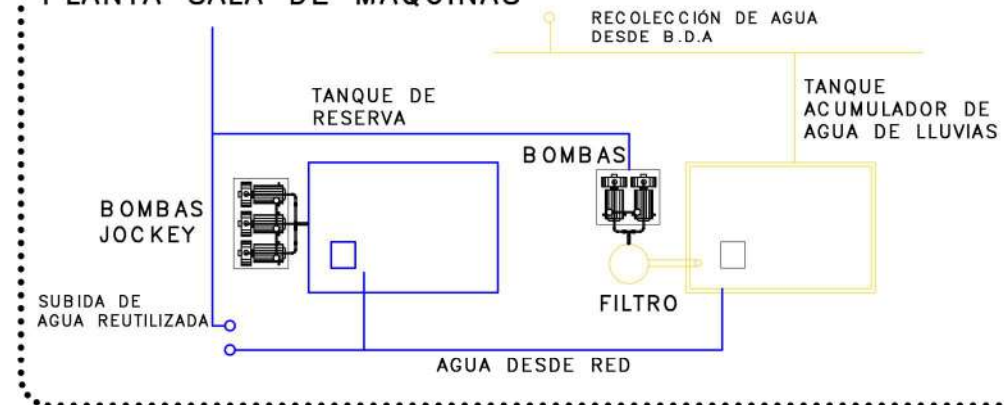 PLANTA SALA DE MAQUINAS
RECOLECCIÓN DE AGUA
DESDE B.D.A
TANQUE DE
RESERVA
TANQUE
ACUMULADOR DE
AGUA DE LLUVIAS
BOMBAS
BOMBAS
JOCKEY
SUBIDA DE
AGUA REUTILIZADA
FILTRO
AGUA DESDE RED